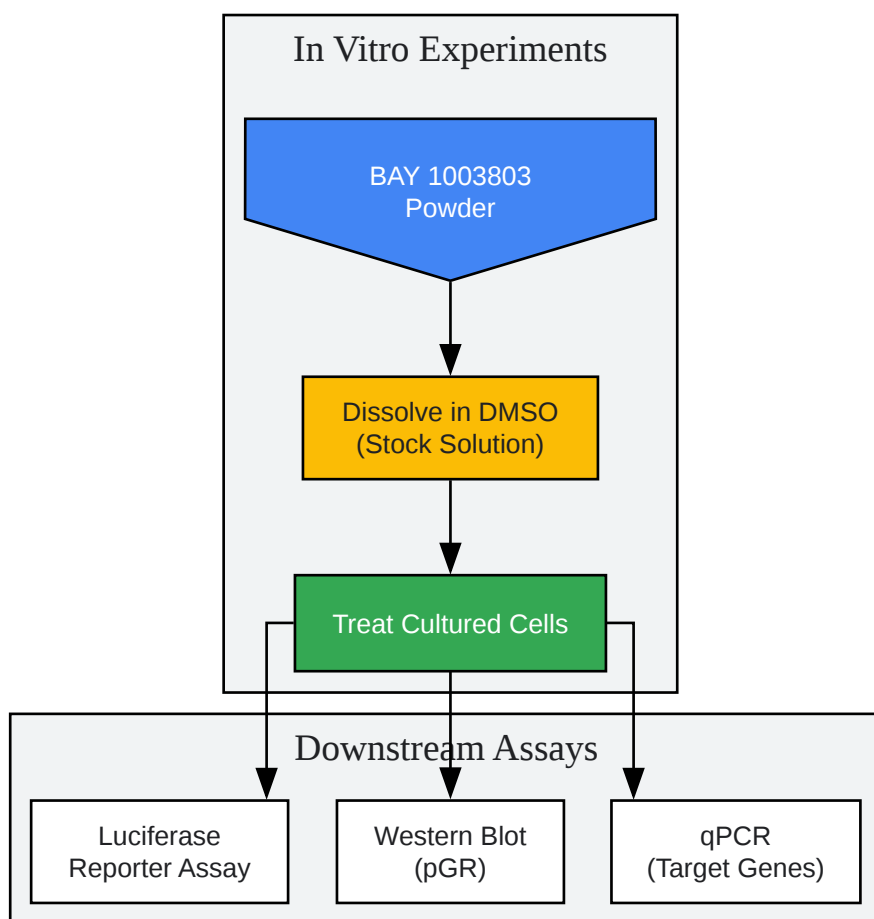 In Vitro Experiments
BAY 1003803
Powder
Dissolve in DMSO
(Stock Solution)
Treat Cultured Cells
Downstream Assays
Luciferase
Reporter Assay
Western Blot
(pGR)
qPCR
(Target Genes)